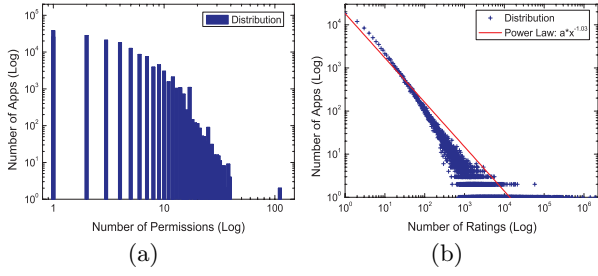 Distribution
10^5
10^4
10^3
10^2
10^1
10^0
1
10
100
Number of Apps (Log)
Number of Permissions (Log)
(a)
Distribution
Power Law: a*x^-1.03
10^4
10^3
10^2
10^1
10^0
10^0
10^1
10^2
10^3
10^4
10^5
10^6
Number of Apps (Log)
Number of Ratings (Log)
(b)